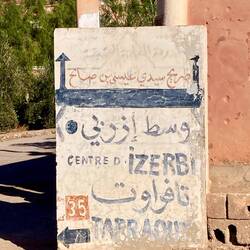 ضريح سيدي عيسى بن صالح
وسط إزربي
CENTRE D' IZERBI
تافراوت
35
TAFRAOUT